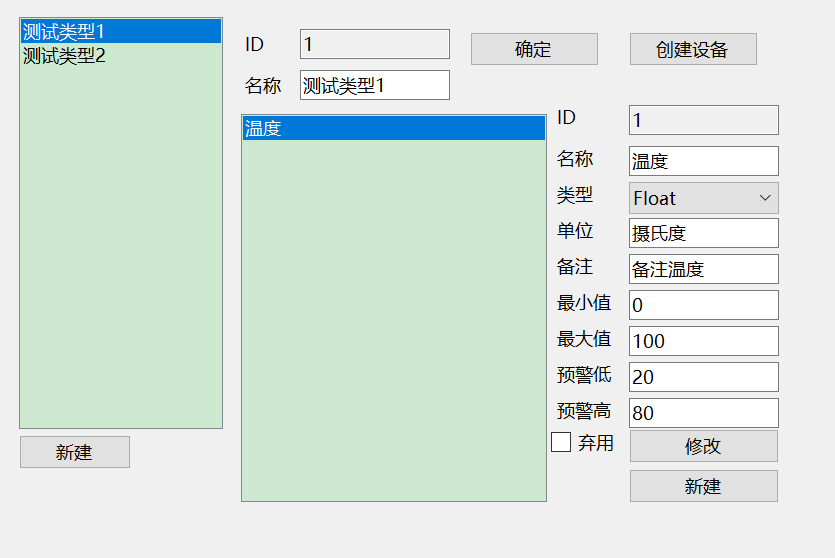 测试类型1
测试类型2
新建
ID 1 确定 创建设备
名称 测试类型1
温度
ID 1
名称 温度
类型 Float
单位 摄氏度
备注 备注温度
最小值 0
最大值 100
预警低 20
预警高 80
弃用 修改
新建